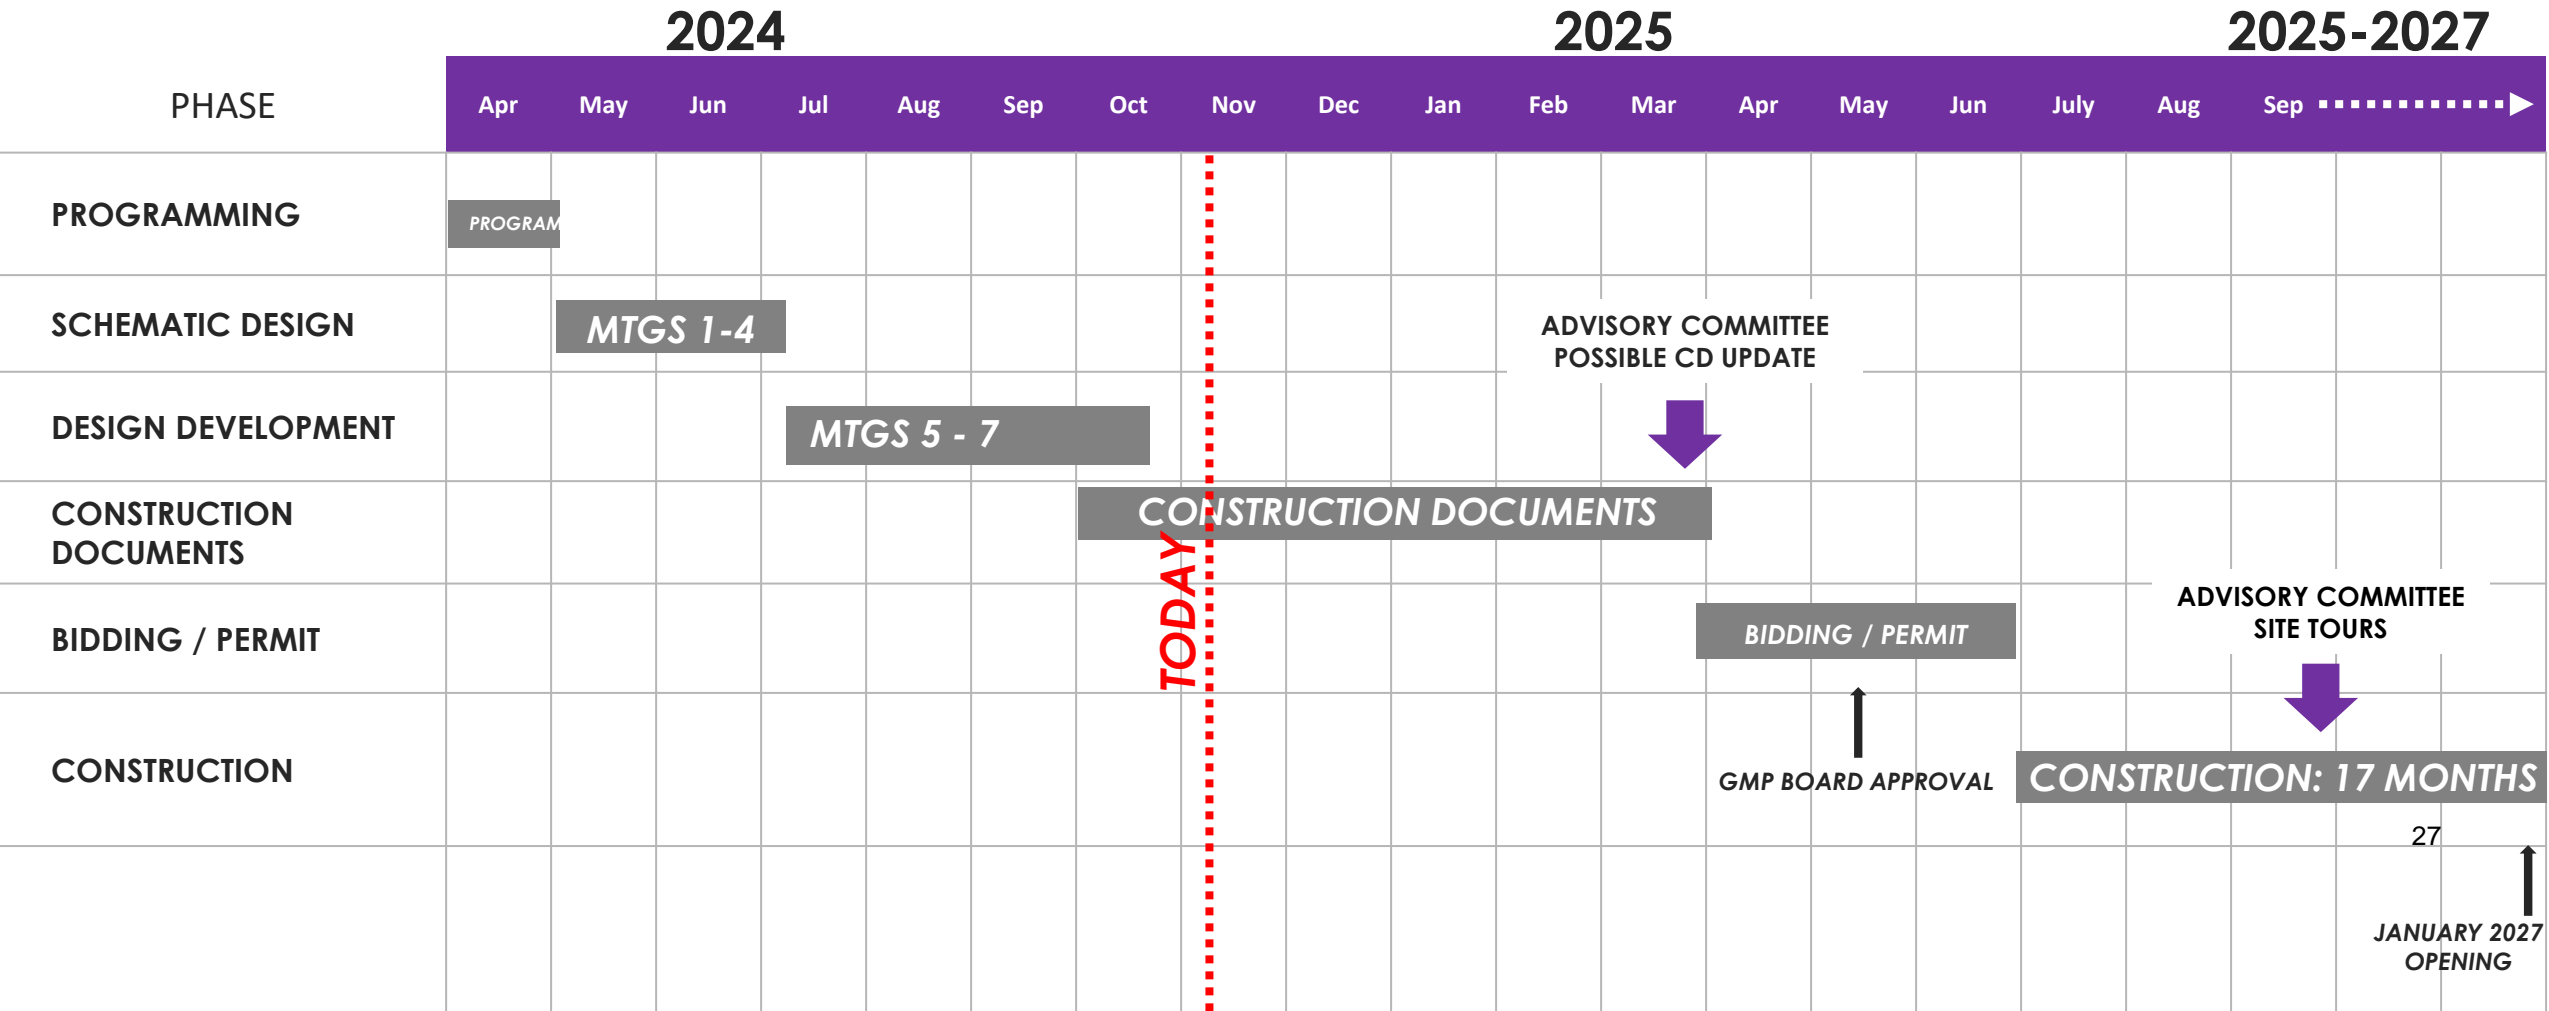 2024
2025
2025-2027
PHASE
Apr May Jun Jul Aug Sep Oct Nov Dec Jan Feb Mar Apr May Jun July Aug Sep
PROGRAMMING
PROGRAM
SCHEMATIC DESIGN
MTGS 1-4
ADVISORY COMMITTEE
POSSIBLE CD UPDATE
DESIGN DEVELOPMENT
MTGS 5 - 7
CONSTRUCTION
DOCUMENTS
CONSTRUCTION DOCUMENTS
TODAY
BIDDING / PERMIT
BIDDING / PERMIT
ADVISORY COMMITTEE
SITE TOURS
CONSTRUCTION
GMP BOARD APPROVAL
CONSTRUCTION: 17 MONTHS
27
JANUARY 2027
OPENING